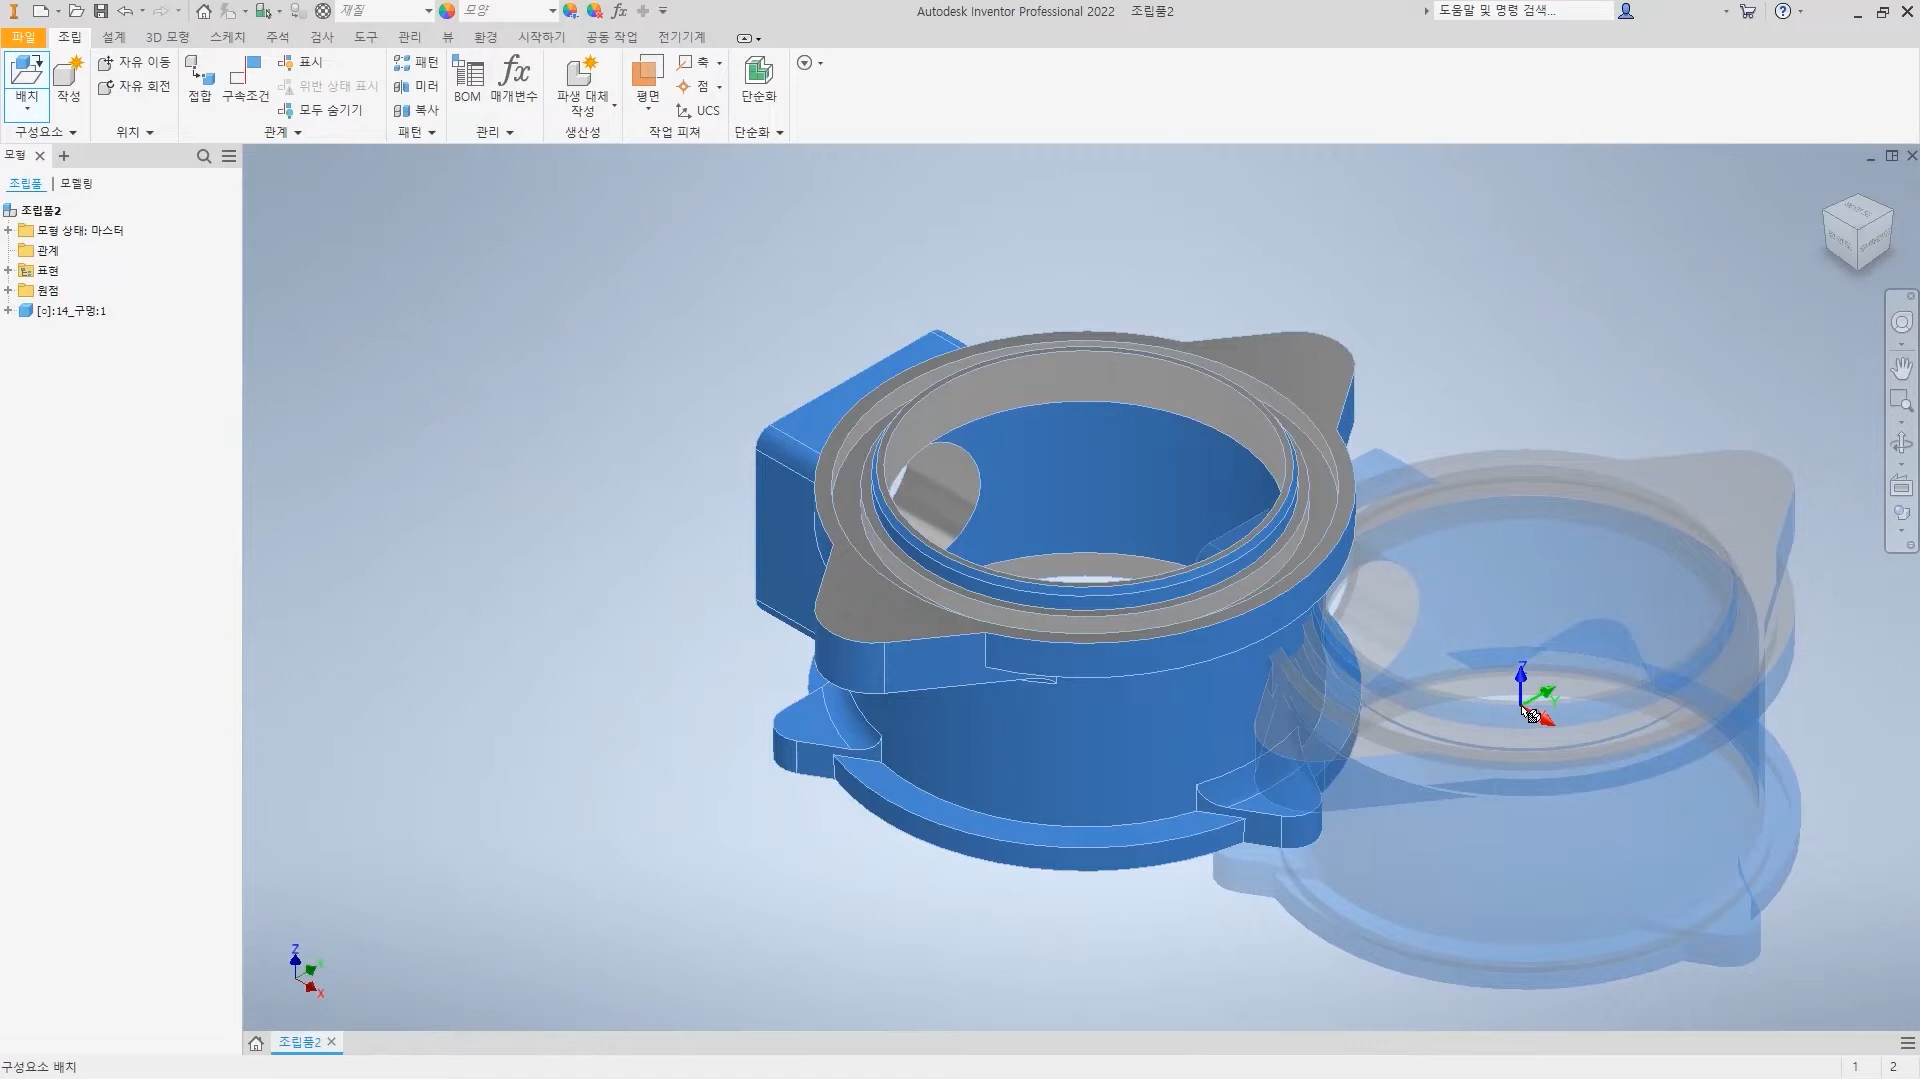 재질
모양
fx
Autodesk Inventor Professional 2022 조립품2
도움말 및 명령 검색...
파일 조립 설계 3D 모형 스케치 주석 검사 도구 관리 뷰 환경 시작하기 공동 작업 전기기계
배치
작성
자유 이동
자유 회전
접합
구속조건
표시
위반 상태 표시
모두 숨기기
패턴
미러
복사
BOM
fx
매개변수
파생 대체
작성
평면
축
점
UCS
단순화
구성요소 위치 관계 패턴 관리 생산성 작업 피쳐 단순화
모형
조립품 | 모델링
조립품2
모형 상태: 마스터
관계
표현
원점
[ㅇ]:14_구멍:1
Z
Z
X
조립품2
구성요소 배치
1 2